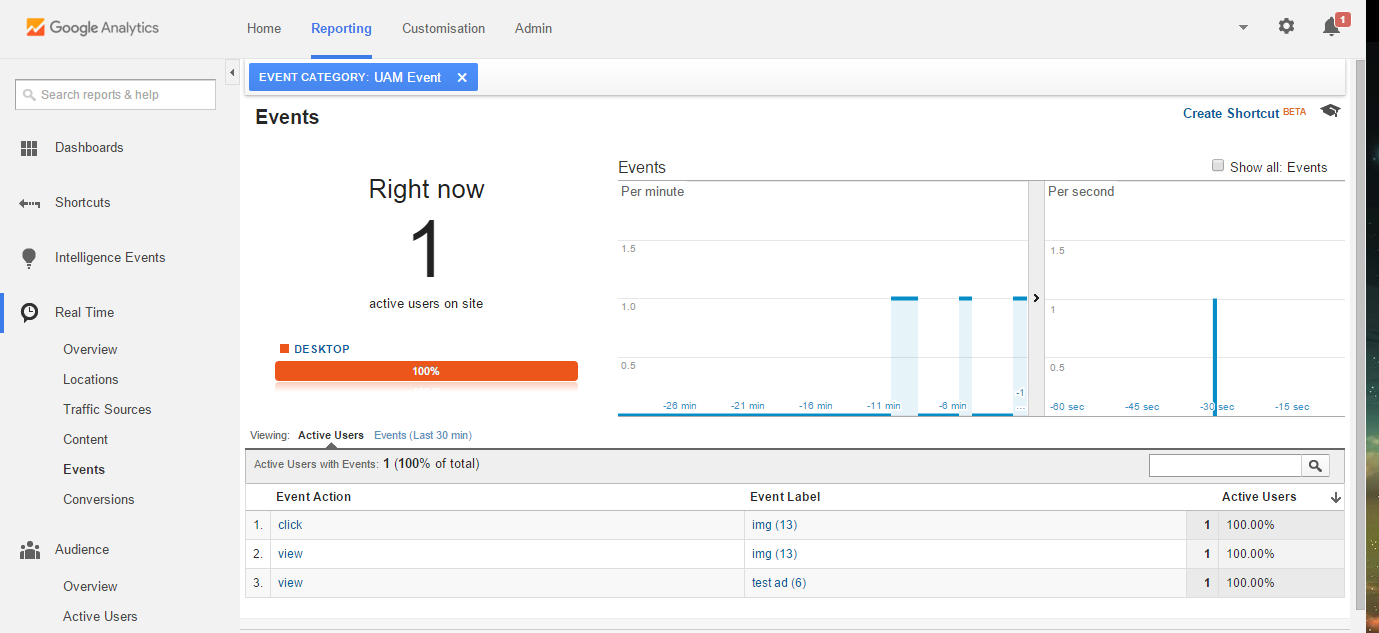 Google Analytics
Home Reporting Customisation Admin
1
EVENT CATEGORY: UAM Event ✕
Search reports & help
Events
Create Shortcut BETA
Dashboards
Shortcuts
Intelligence Events
Real Time
Overview
Locations
Traffic Sources
Content
Events
Conversions
Audience
Overview
Active Users
Right now
1
active users on site
DESKTOP
100%
Events
Show all: Events
Per minute
1.5
1.0
0.5
-26 min -21 min -16 min -11 min -6 min -1
...
Per second
1.5
1
0.5
-60 sec -45 sec -30 sec -15 sec
Viewing: Active Users Events (Last 30 min)
Active Users with Events: 1 (100% of total)
Event Action Event Label Active Users
1. click img (13) 1 100.00%
2. view img (13) 1 100.00%
3. view test ad (6) 1 100.00%